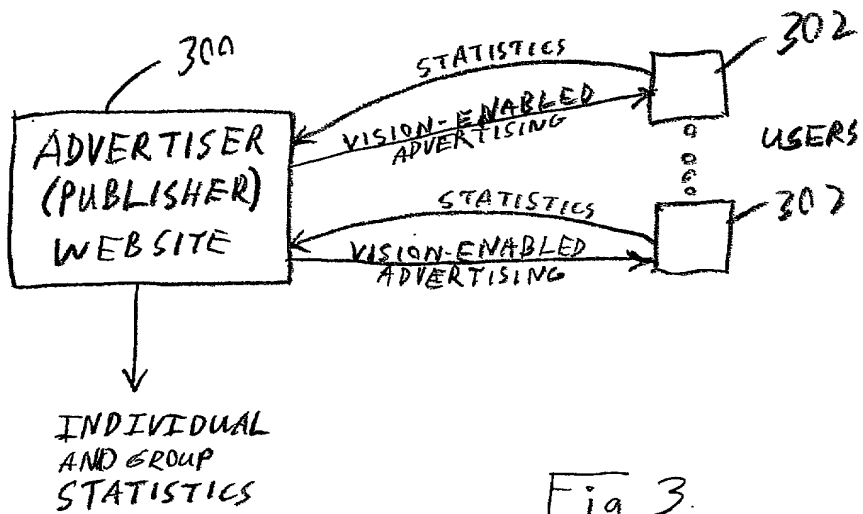 300
ADVERTISER
(PUBLISHER)
WEBSITE
STATISTICS
VISION-ENABLED
ADVERTISING
302
USERS
STATISTICS
VISION-ENABLED
ADVERTISING
302
INDIVIDUAL
AND GROUP
STATISTICS
Fig 3.